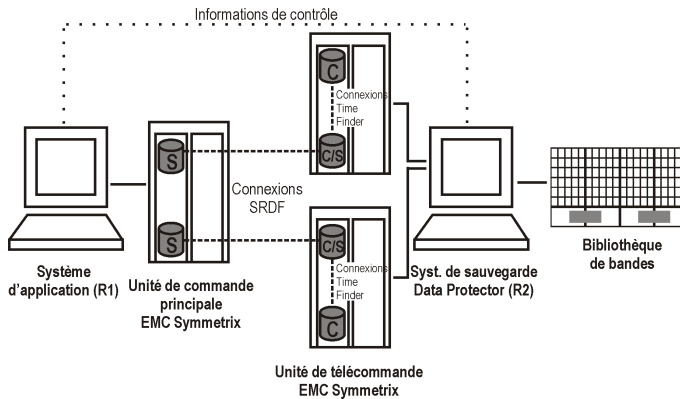 Informations de contrôle
C
Connexions
Time
Finder
C/S
S
Connexions
SRDF
S
C/S
Connexions
Time
Finder
C
Système
d'application (R1)
Unité de commande
principale
EMC Symmetrix
Syst. de sauvegarde
Data Protector (R2)
Bibliothèque
de bandes
Unité de télécommande
EMC Symmetrix